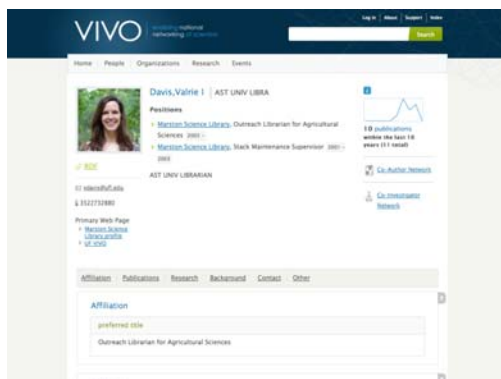 Log in About Support Index
VIVO enabling national
networking of scientists
Search
Home People Organizations Research Events
Davis,Valrie I AST UNIV LIBRA
Positions
Marston Science Library, Outreach Librarian for Agricultural
Sciences 2003 -
Marston Science Library, Stack Maintenance Supervisor 2001 -
2003
AST UNIV LIBRARIAN
10 publications
within the last 10
years (11 total)
Co-Author Network
Co-Investigator
Network
3522732880
Primary Web Page
Marston Science
Library profile
UF VIVO
Affiliation Publications Research Background Contact Other
Affiliation
preferred title
Outreach Librarian for Agricultural Sciences